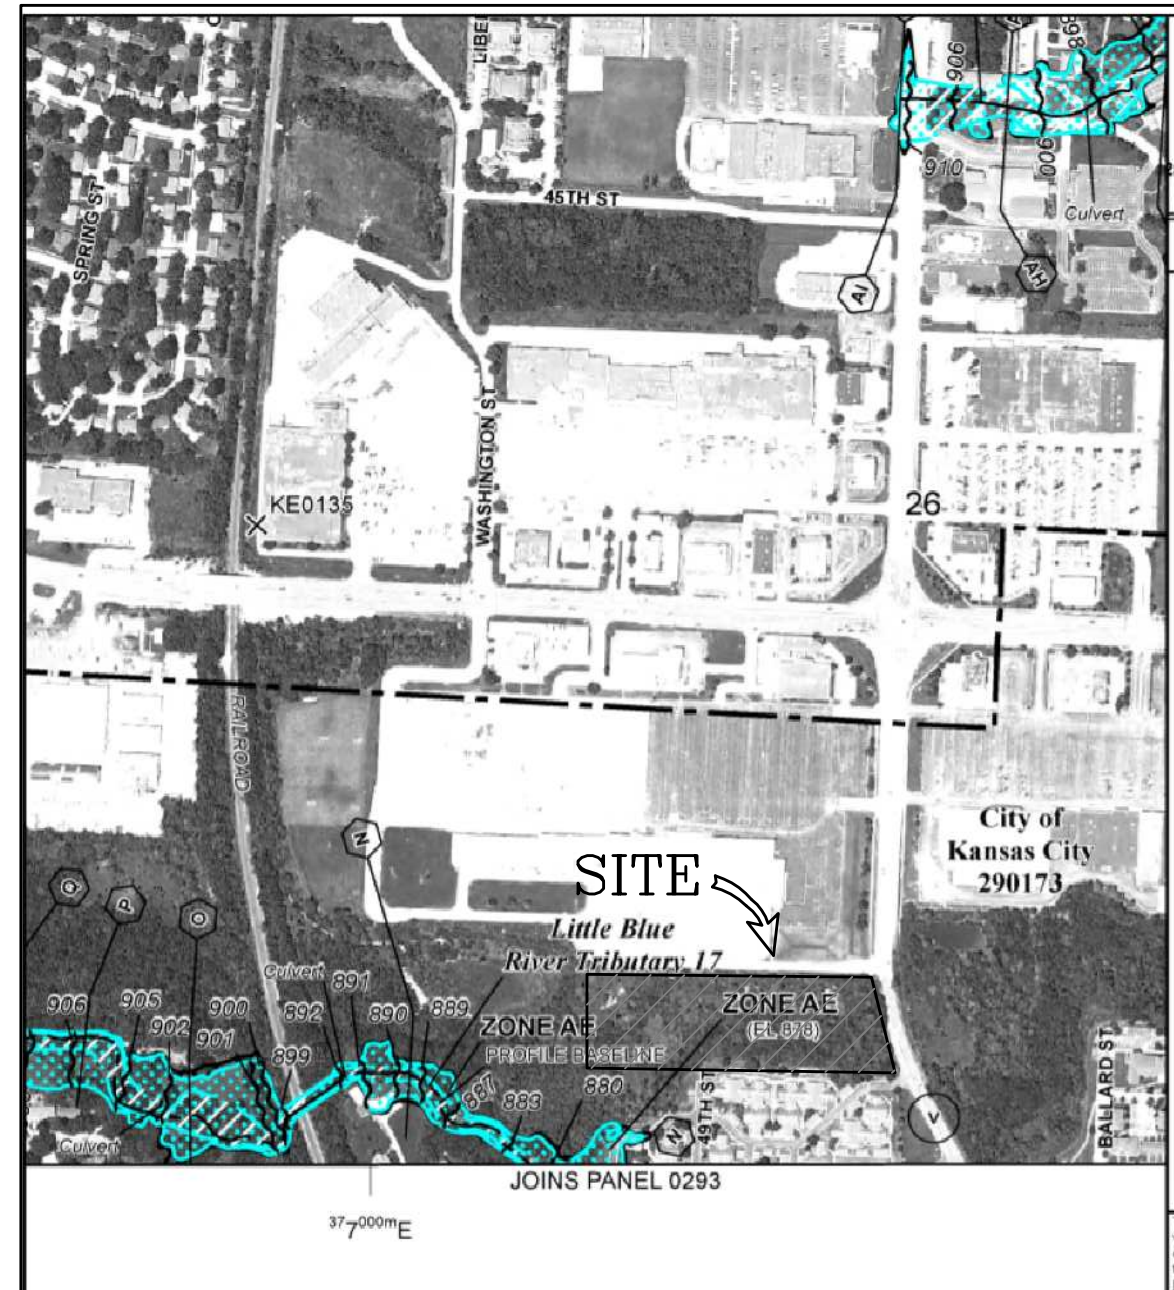 LIBE
906
898
910
900
Culvert
SPRING ST
45TH ST
AI
AH
WASHINGTON ST
KE0135
26
RAILROAD
City of
Kansas City
290173
N
SITE
Q
P
O
Little Blue
River Tributary 17
Culvert
891
906
905
900
892
890
889
902
901
899
887
883
880
ZONE AE
PROFILE BASELINE
ZONE AE
(EL 878)
49TH ST
BALLARD ST
Culvert
N
V
JOINS PANEL 0293
377000mE